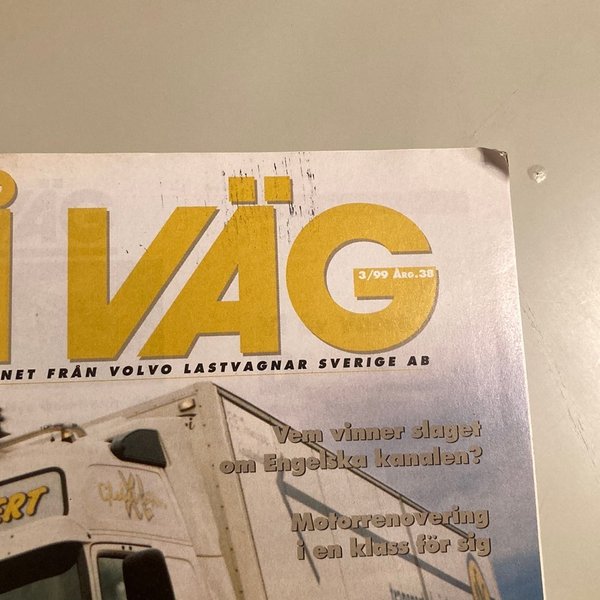 VÄG
3/99 ÅRG.38
NET FRÅN VOLVO LASTVAGNAR SVERIGE AB
Vem vinner slaget
om Engelska kanalen?
Motorrenovering
i en klass för sig
ERT